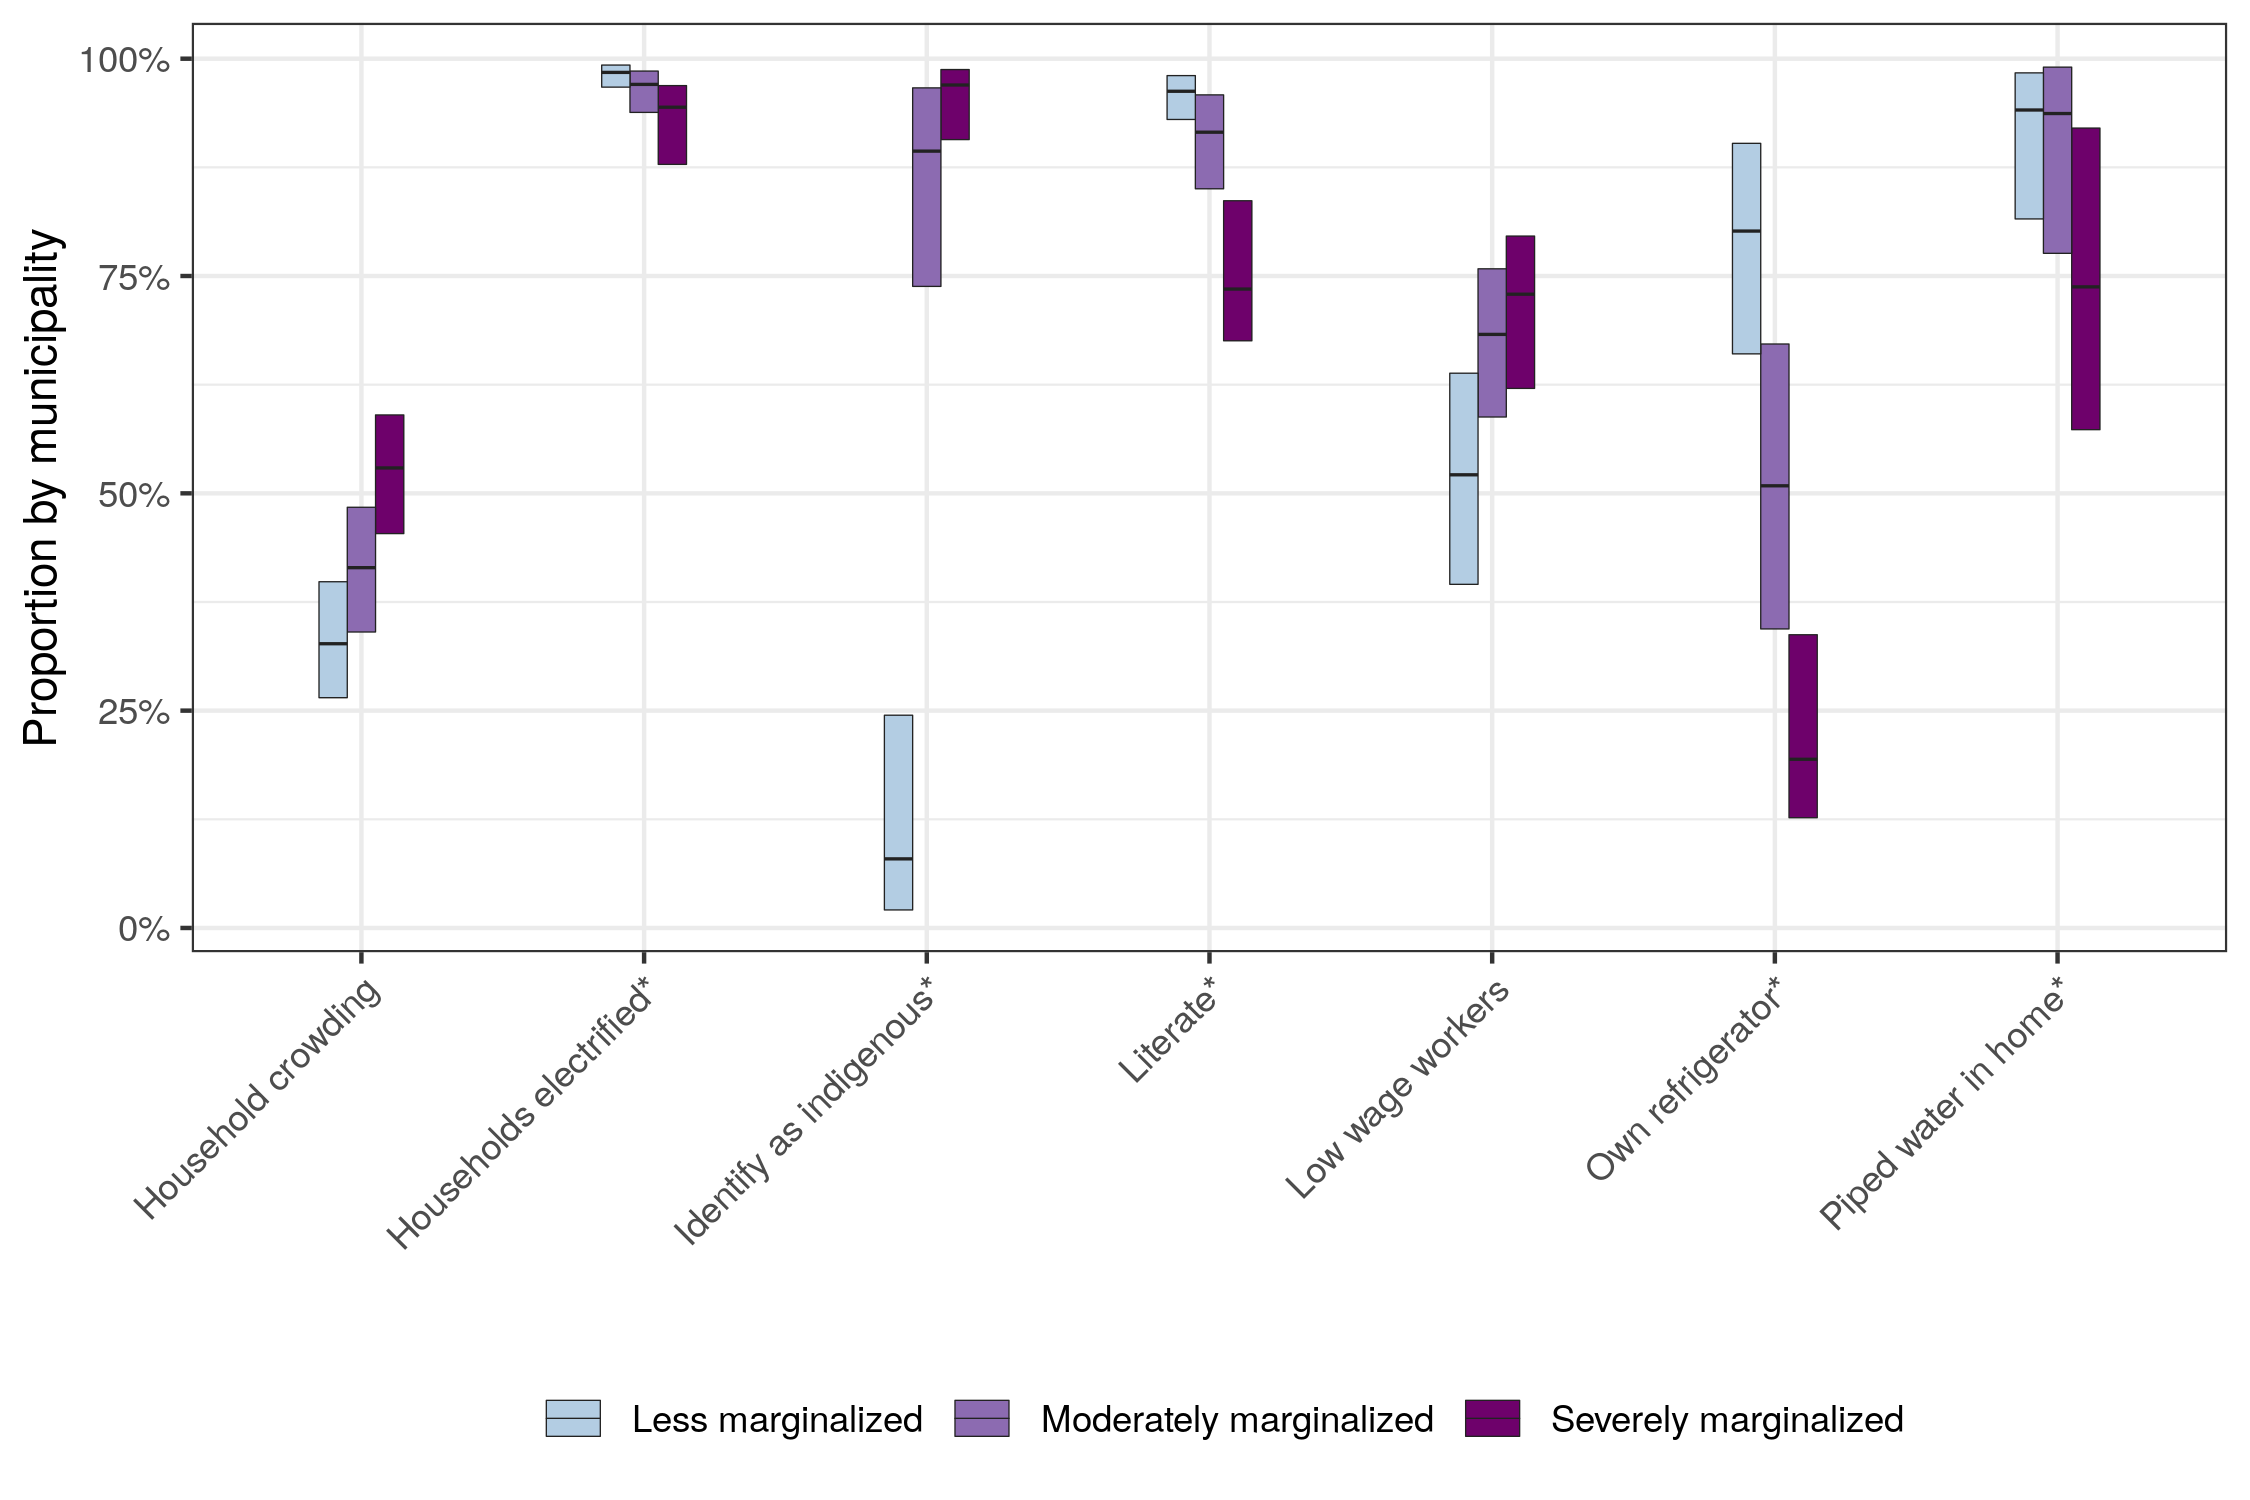 Proportion by municipality
100%
75%
50%
25%
0%
Household crowding
Households electrified*
Identify as indigenous*
Literate*
Low wage workers
Own refrigerator*
Piped water in home*
Less marginalized
Moderately marginalized
Severely marginalized